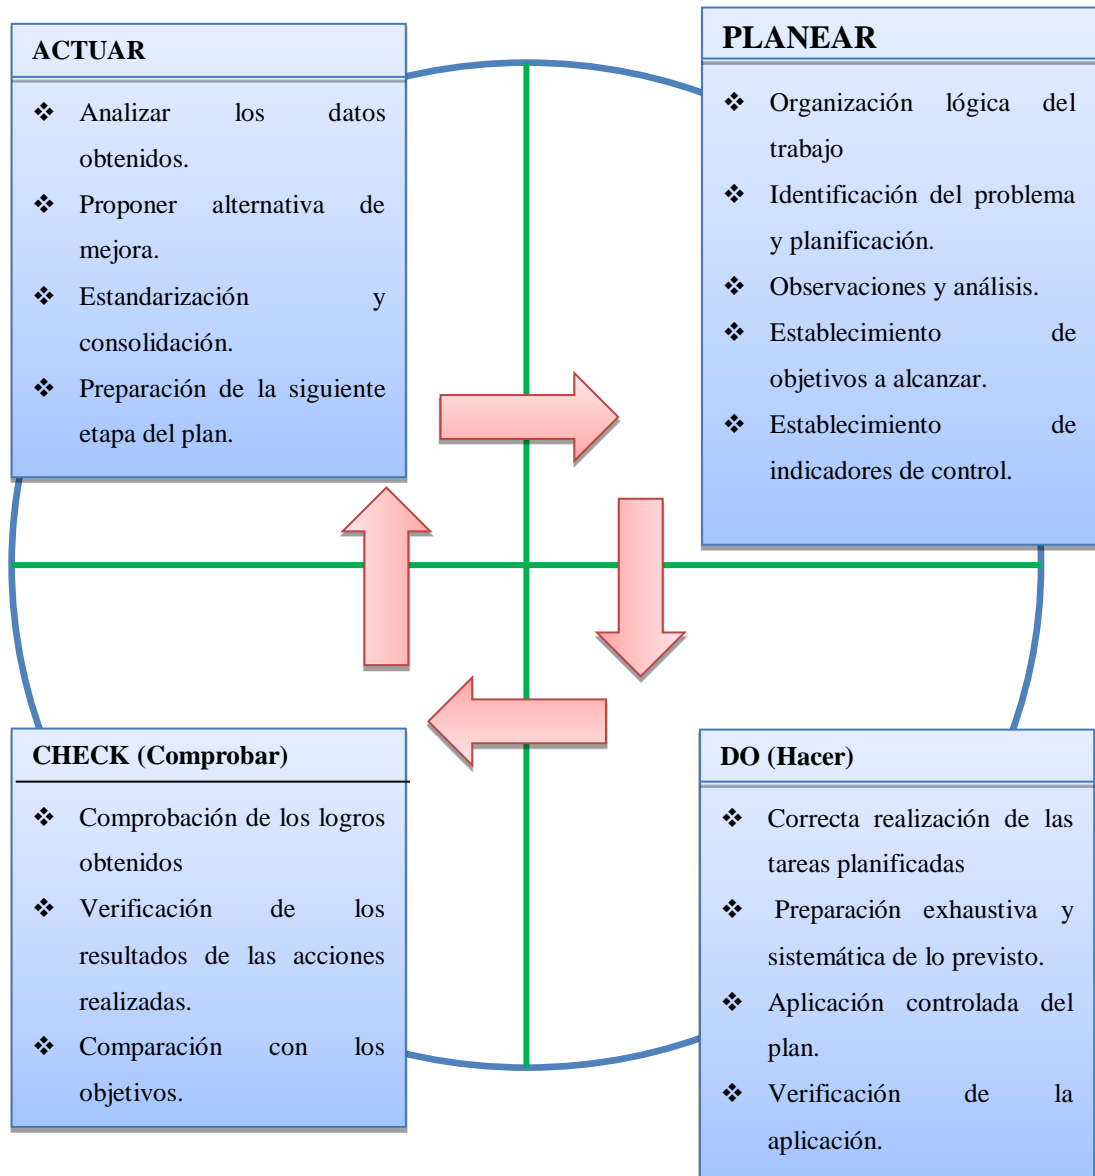 ACTUAR
❖ Analizar los datos
obtenidos.
❖ Proponer alternativa de
mejora.
❖ Estandarización y
consolidación.
❖ Preparación de la siguiente
etapa del plan.
PLANEAR
❖ Organización lógica del
trabajo
❖ Identificación del problema
y planificación.
❖ Observaciones y análisis.
❖ Establecimiento de
objetivos a alcanzar.
❖ Establecimiento de
indicadores de control.
CHECK (Comprobar)
❖ Comprobación de los logros
obtenidos
❖ Verificación de los
resultados de las acciones
realizadas.
❖ Comparación con los
objetivos.
DO (Hacer)
❖ Correcta realización de las
tareas planificadas
❖ Preparación exhaustiva y
sistemática de lo previsto.
❖ Aplicación controlada del
plan.
❖ Verificación de la
aplicación.